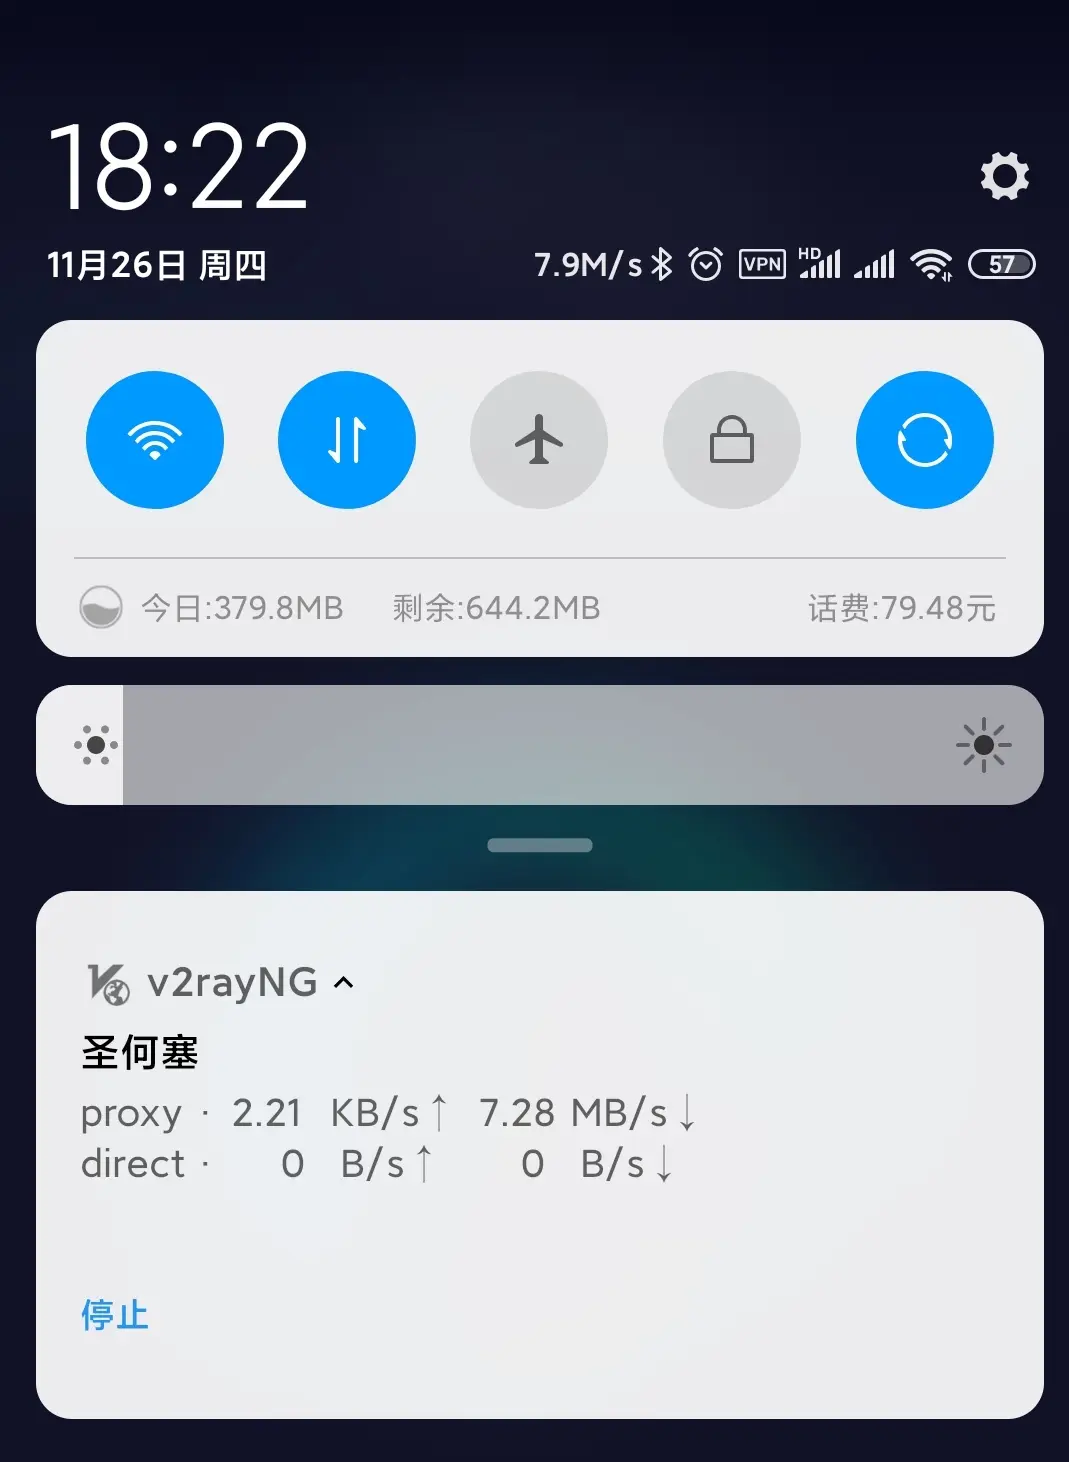 18:22
11月26日 周四 7.9M/s VPN HD 57
今日:379.8MB 剩余:644.2MB 话费:79.48元
v2rayNG
圣何塞
proxy · 2.21 KB/s↑ 7.28 MB/s↓
direct · 0 B/s↑ 0 B/s↓
停止